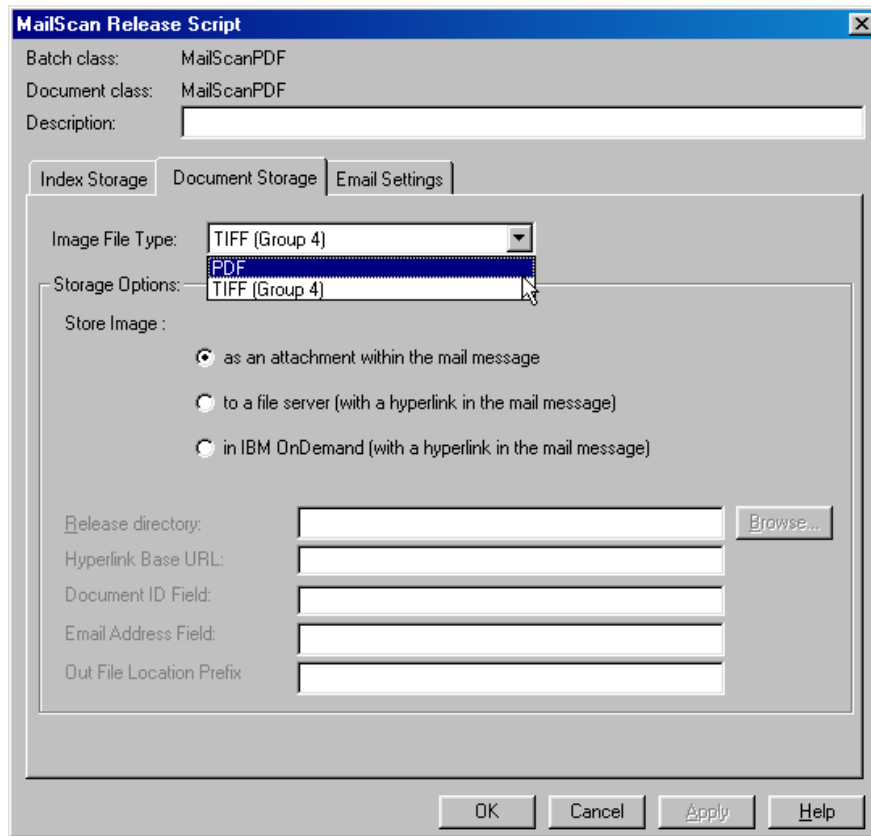 MailScan Release Script
Batch class: MailScanPDF
Document class: MailScanPDF
Description:
Index Storage Document Storage Email Settings
Image File Type: TIFF (Group 4)
PDF
Storage Options: TIFF (Group 4)
Store Image :
as an attachment within the mail message
to a file server (with a hyperlink in the mail message)
in IBM OnDemand (with a hyperlink in the mail message)
Release directory: Browse...
Hyperlink Base URL:
Document ID Field:
Email Address Field:
Out File Location Prefix
OK Cancel Apply Help